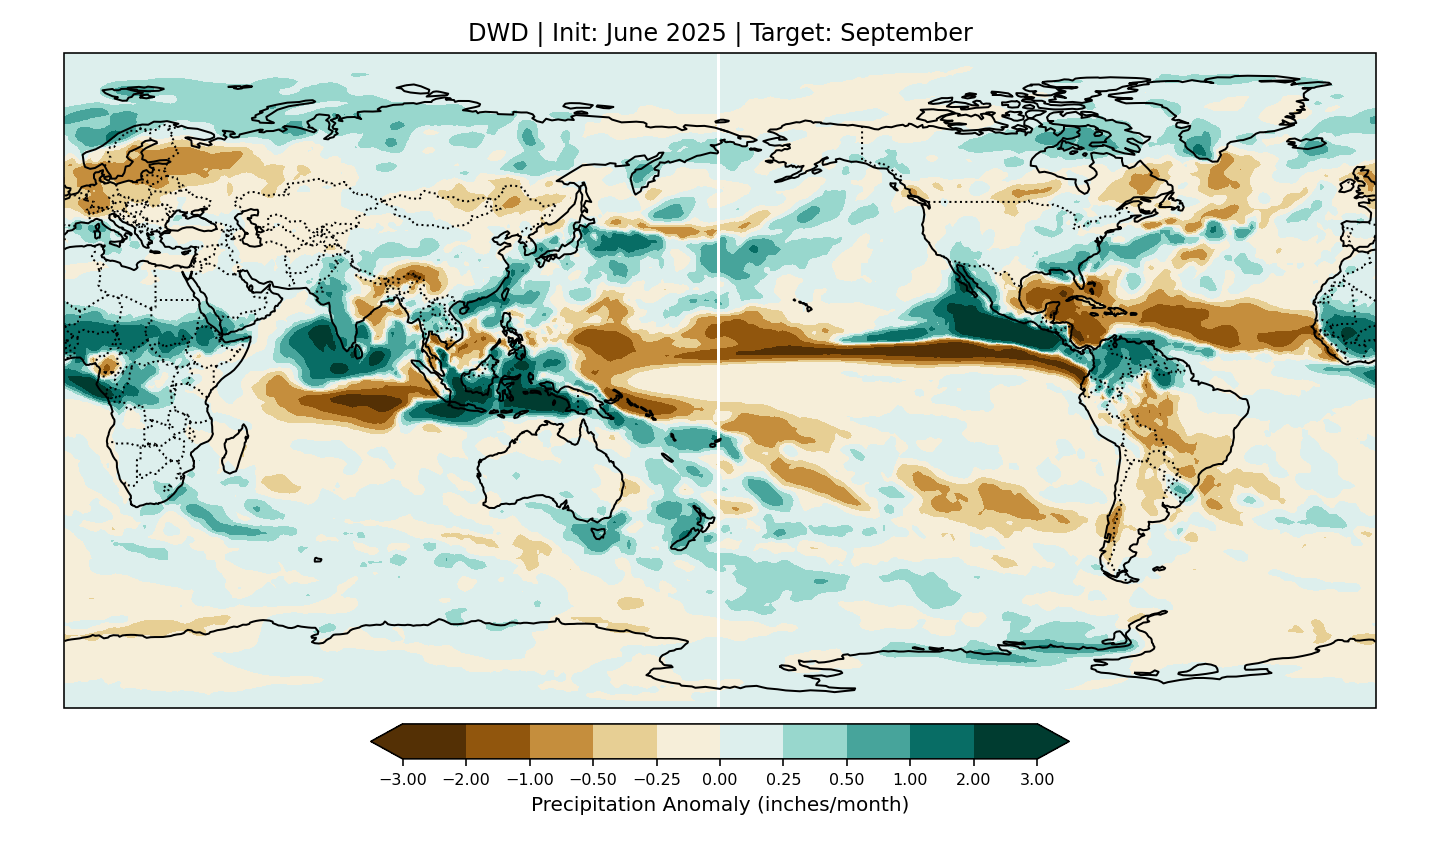 DWD | Init: June 2025 | Target: September
−3.00 −2.00 −1.00 −0.50 −0.25 0.00 0.25 0.50 1.00 2.00 3.00
Precipitation Anomaly (inches/month)